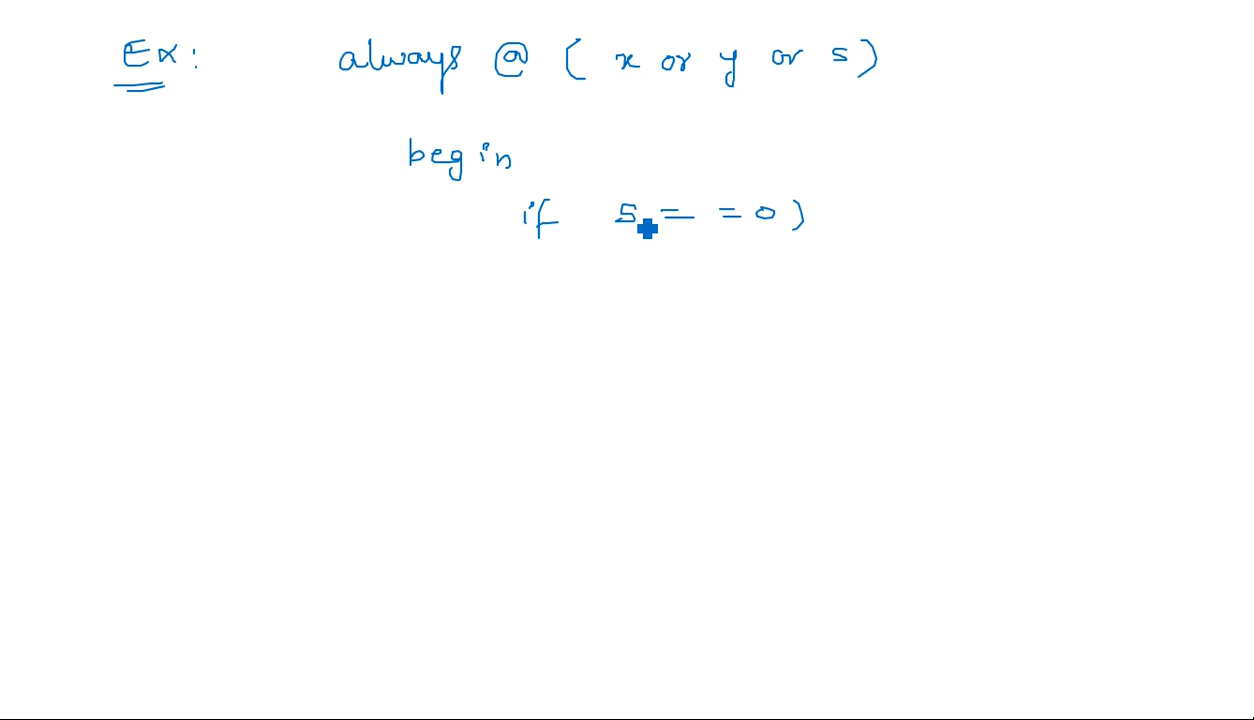 Ex: always @ ( x or y or s )
begin
if s = = 0 )